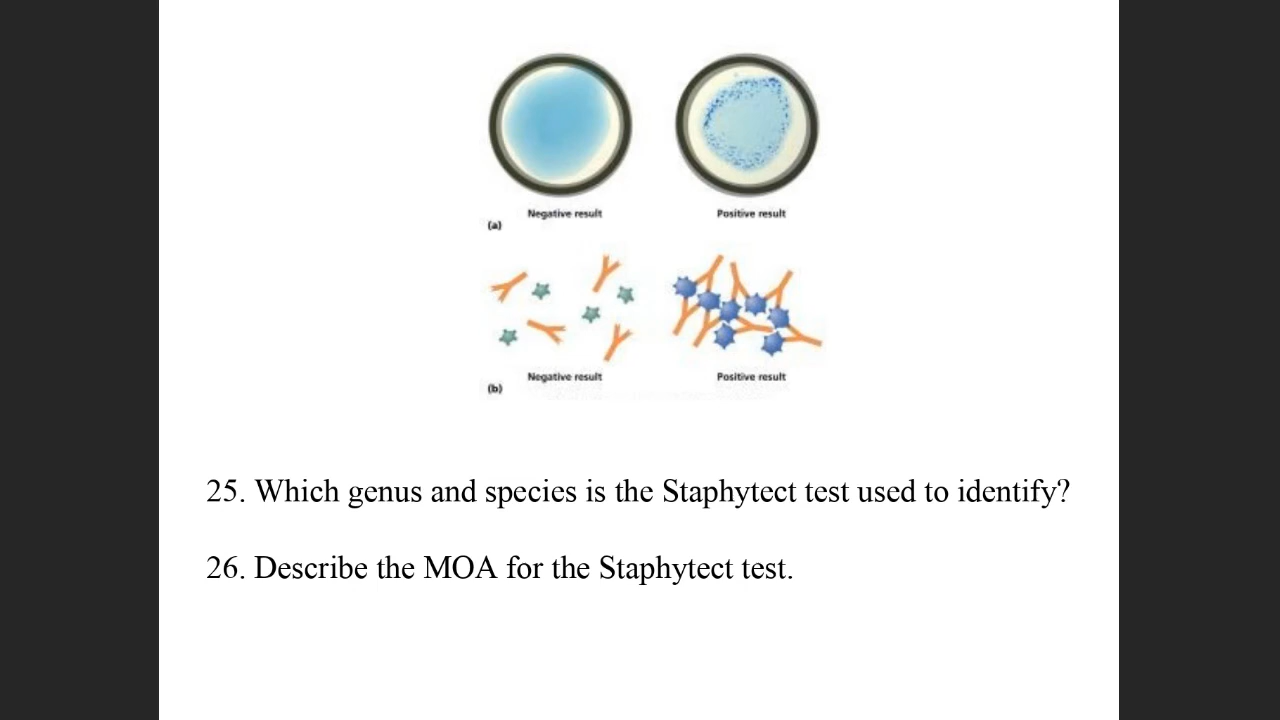 Negative result
Positive result
(a)
Negative result
Positive result
(b)
25. Which genus and species is the Staphytect test used to identify?
26. Describe the MOA for the Staphytect test.